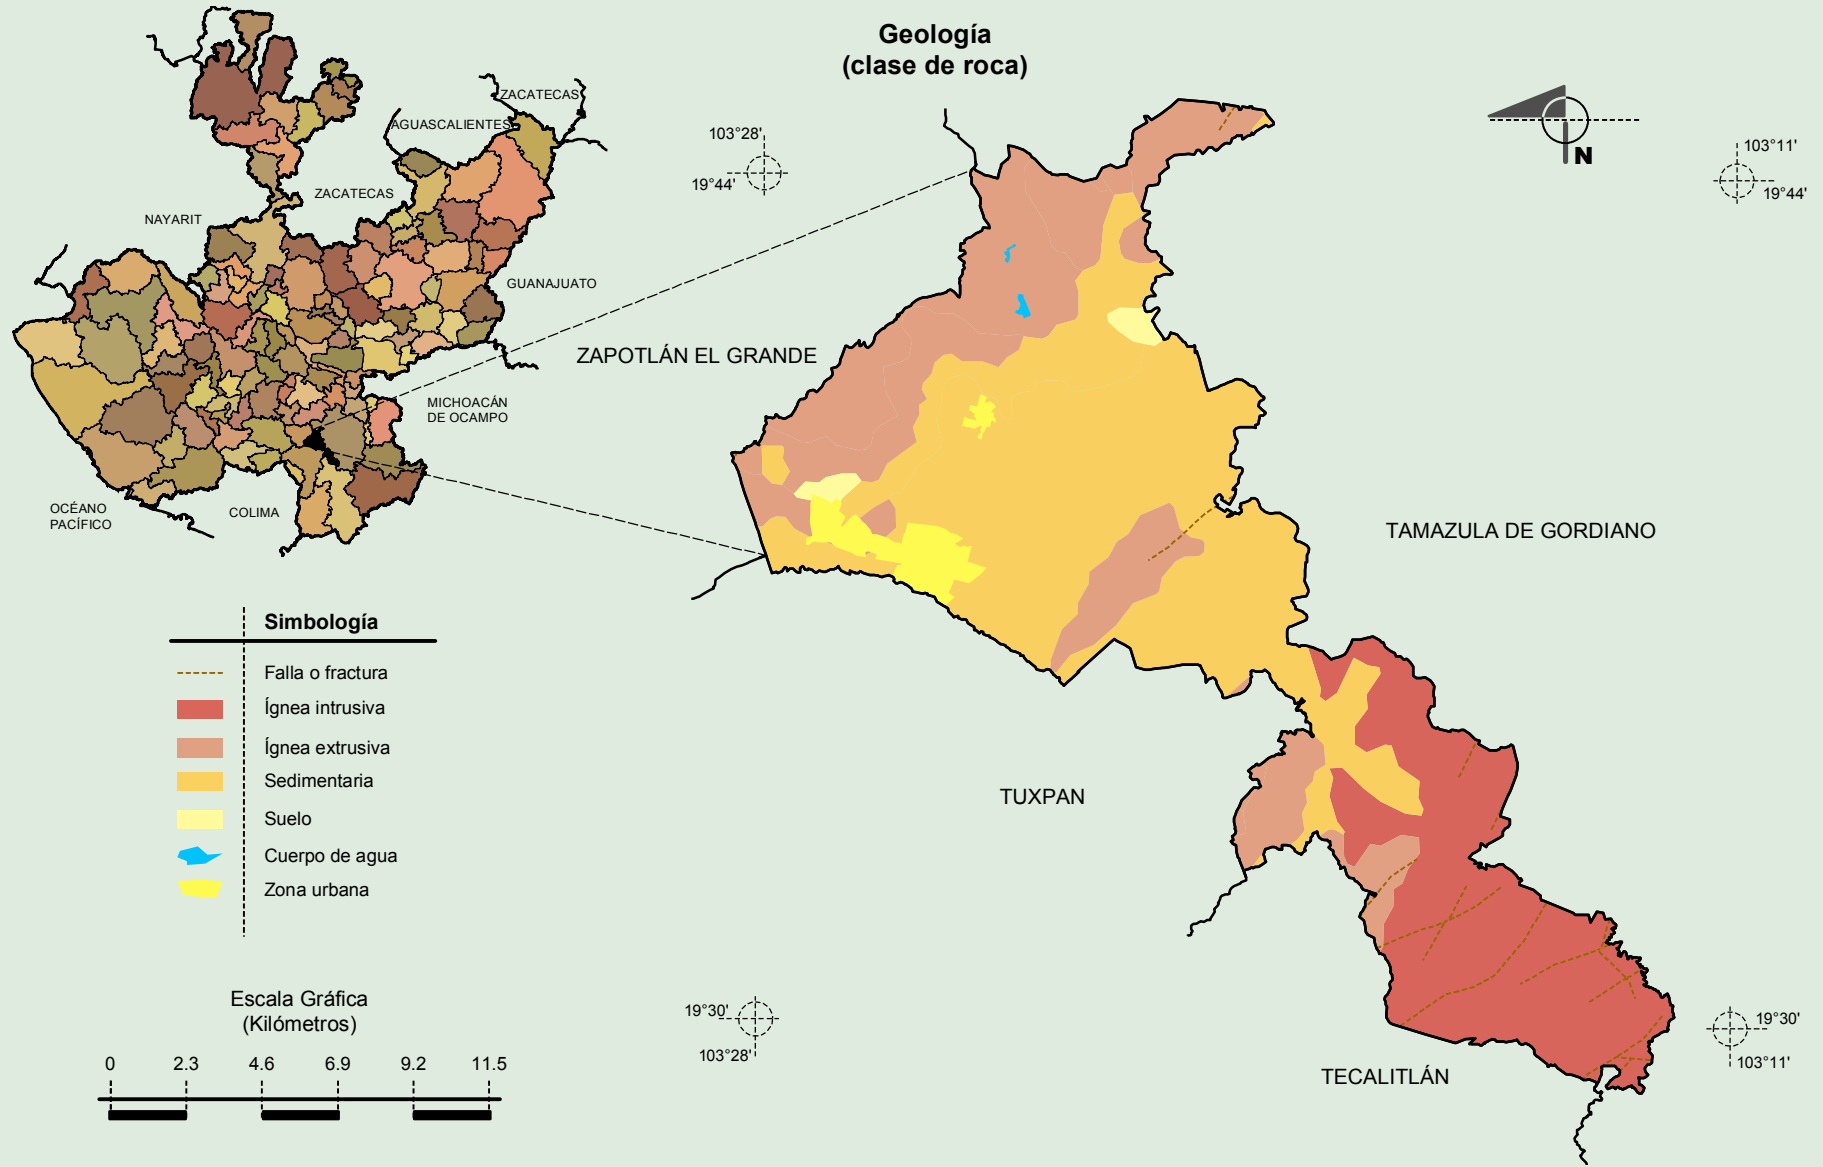 Geología
(clase de roca)
ZACATECAS
AGUASCALIENTES
ZACATECAS
NAYARIT
GUANAJUATO
MICHOACÁN
DE OCAMPO
OCÉANO
PACÍFICO
COLIMA
103°28'
19°44'
N
103°11'
19°44'
ZAPOTLÁN EL GRANDE
TAMAZULA DE GORDIANO
TUXPAN
TECALITLÁN
Simbología
Falla o fractura
Ígnea intrusiva
Ígnea extrusiva
Sedimentaria
Suelo
Cuerpo de agua
Zona urbana
Escala Gráfica
(Kilómetros)
0 2.3 4.6 6.9 9.2 11.5
19°30'
103°28'
19°30'
103°11'